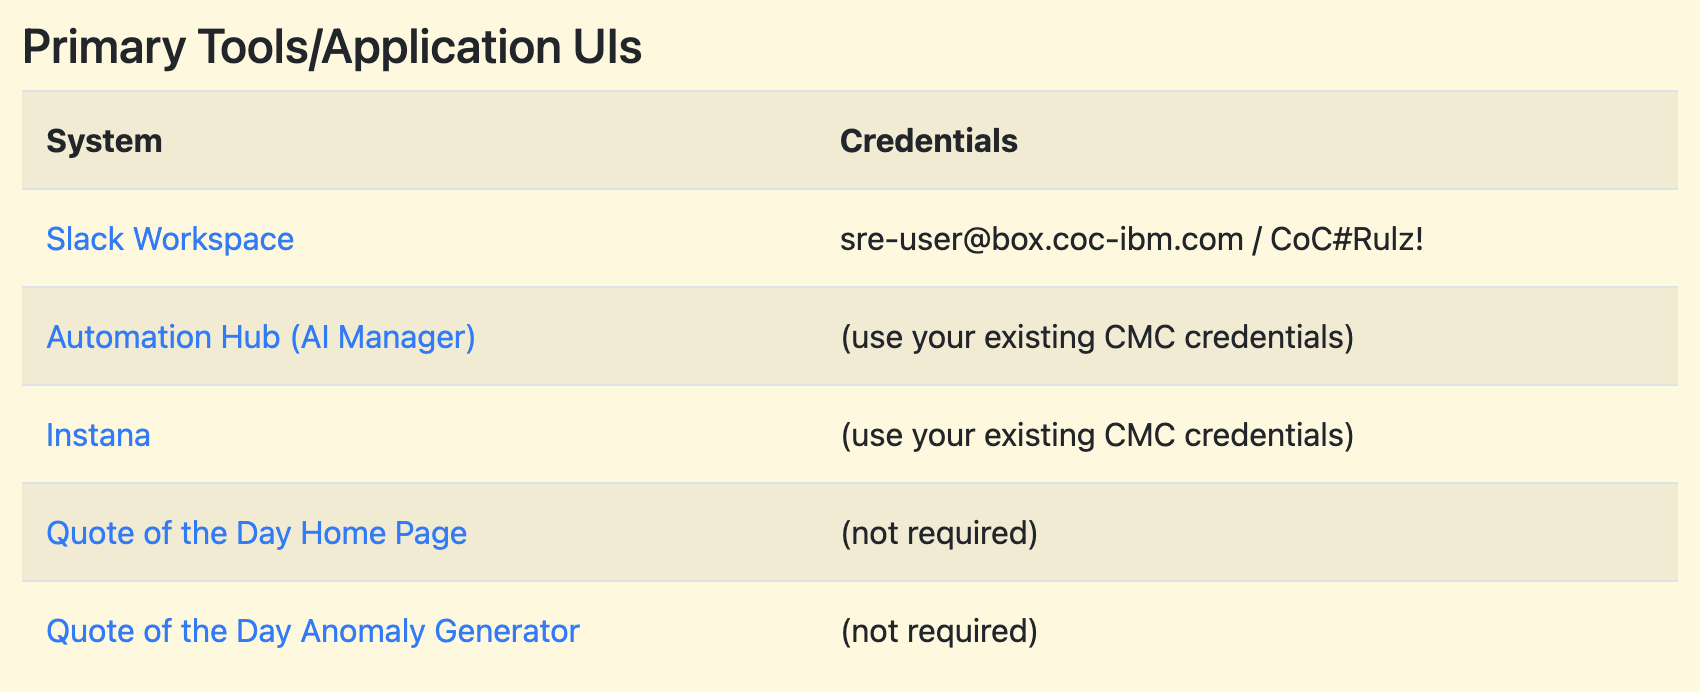 Primary Tools/Application UIs
System Credentials
Slack Workspace sre-user@box.coc-ibm.com / CoC#Rulz!
Automation Hub (AI Manager) (use your existing CMC credentials)
Instana (use your existing CMC credentials)
Quote of the Day Home Page (not required)
Quote of the Day Anomaly Generator (not required)